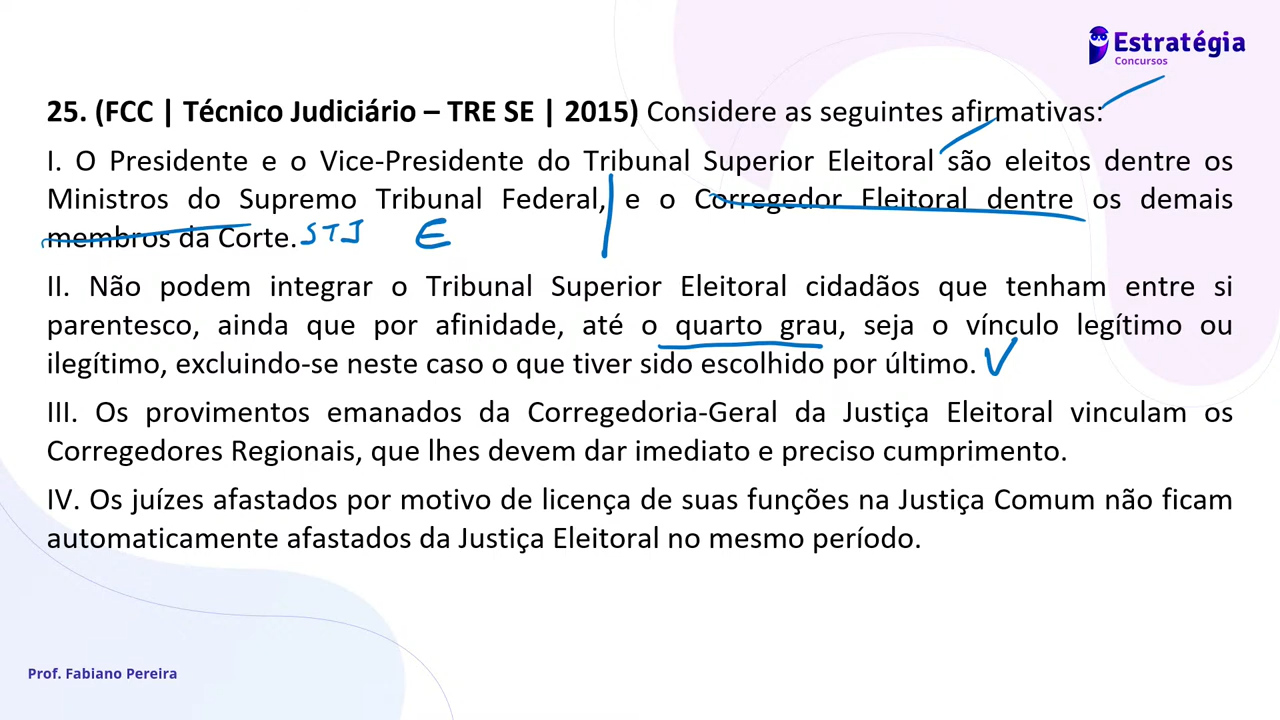 Estratégia
Concursos
25. (FCC | Técnico Judiciário – TRE SE | 2015) Considere as seguintes afirmativas:
I. O Presidente e o Vice-Presidente do Tribunal Superior Eleitoral são eleitos dentre os
Ministros do Supremo Tribunal Federal, e o Corregedor Eleitoral dentre os demais
membros da Corte. STJ E
II. Não podem integrar o Tribunal Superior Eleitoral cidadãos que tenham entre si
parentesco, ainda que por afinidade, até o quarto grau, seja o vínculo legítimo ou
ilegítimo, excluindo-se neste caso o que tiver sido escolhido por último. V
III. Os provimentos emanados da Corregedoria-Geral da Justiça Eleitoral vinculam os
Corregedores Regionais, que lhes devem dar imediato e preciso cumprimento.
IV. Os juízes afastados por motivo de licença de suas funções na Justiça Comum não ficam
automaticamente afastados da Justiça Eleitoral no mesmo período.
Prof. Fabiano Pereira